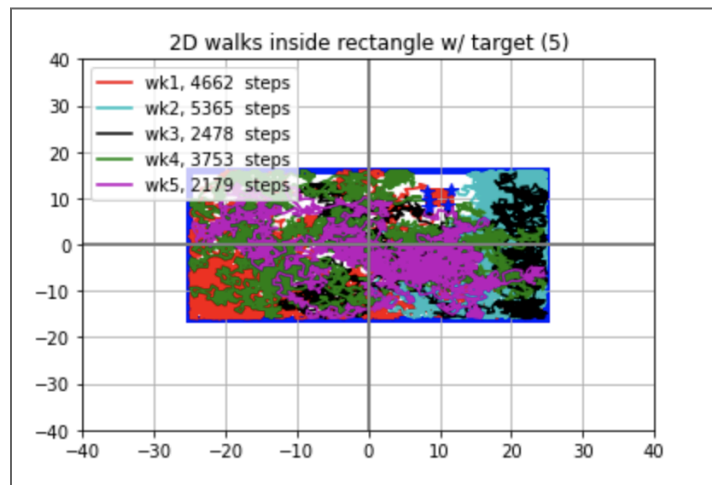 2D walks inside rectangle w/ target (5)
40
30
20
10
0
−10
−20
−30
−40
wk1, 4662 steps
wk2, 5365 steps
wk3, 2478 steps
wk4, 3753 steps
wk5, 2179 steps
−40 −30 −20 −10 0 10 20 30 40